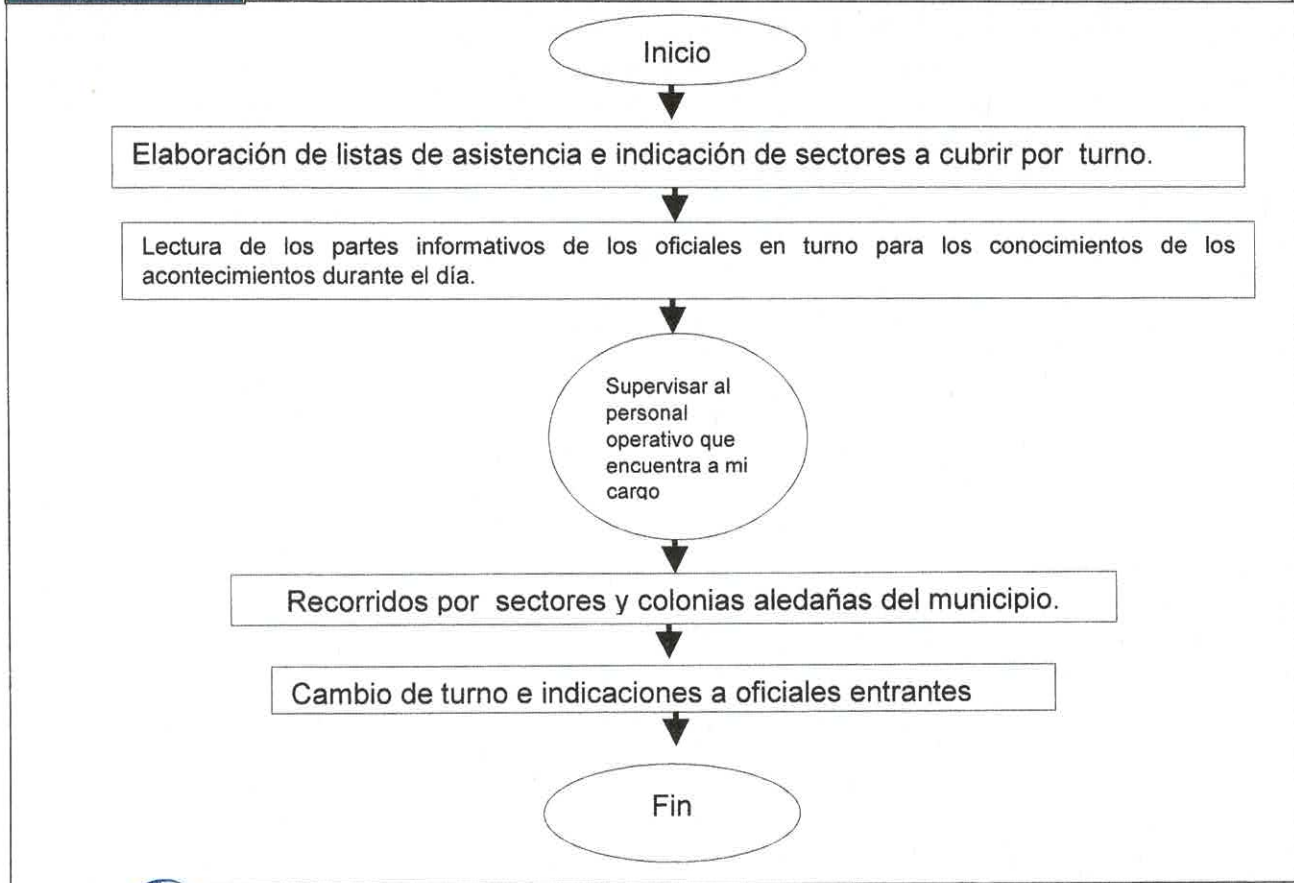 Inicio
Elaboración de listas de asistencia e indicación de sectores a cubrir por turno.
Lectura de los partes informativos de los oficiales en turno para los conocimientos de los
acontecimientos durante el día.
Supervisar al
personal
operativo que
encuentra a mi
cargo
Recorridos por sectores y colonias aledañas del municipio.
Cambio de turno e indicaciones a oficiales entrantes
Fin